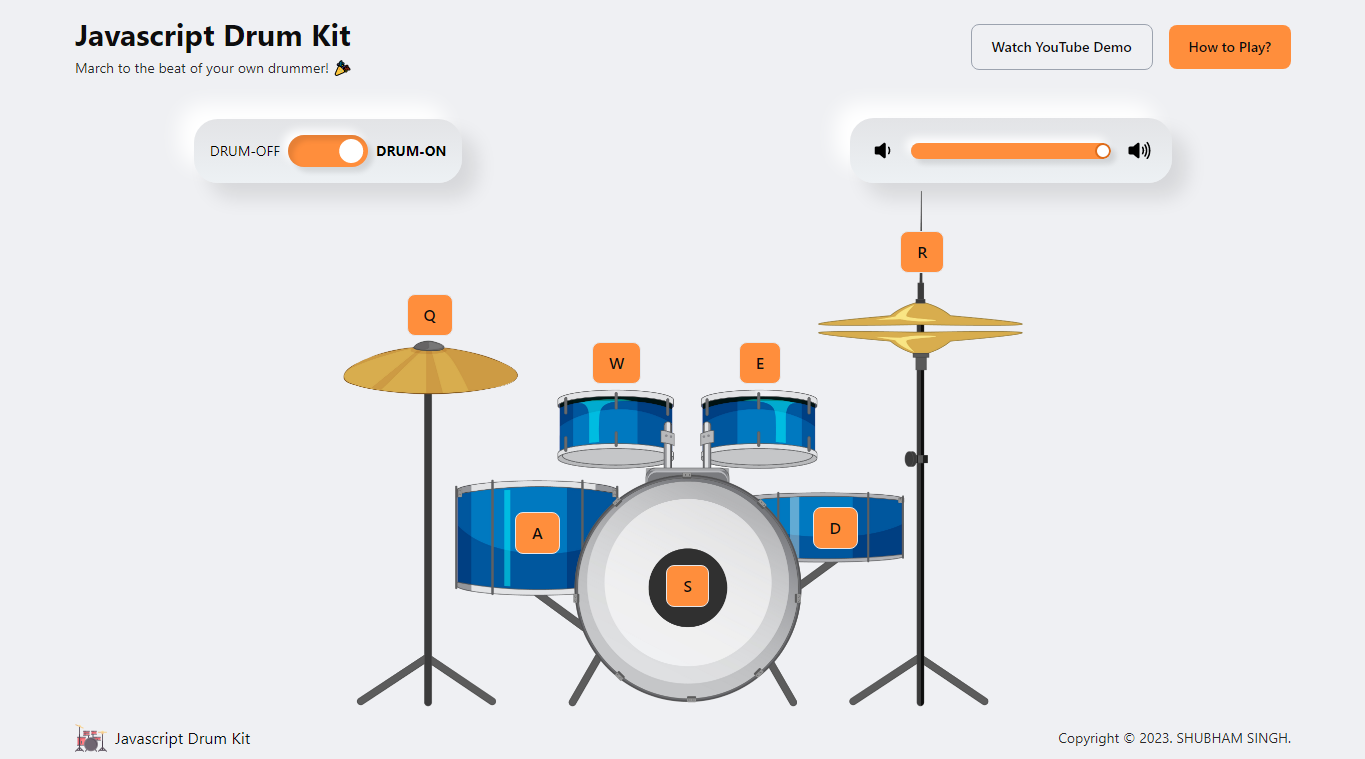 Javascript Drum Kit
March to the beat of your own drummer!
Watch YouTube Demo
How to Play?
DRUM-OFF
DRUM-ON
R
Q
W
E
A
D
S
Javascript Drum Kit
Copyright © 2023. SHUBHAM SINGH.